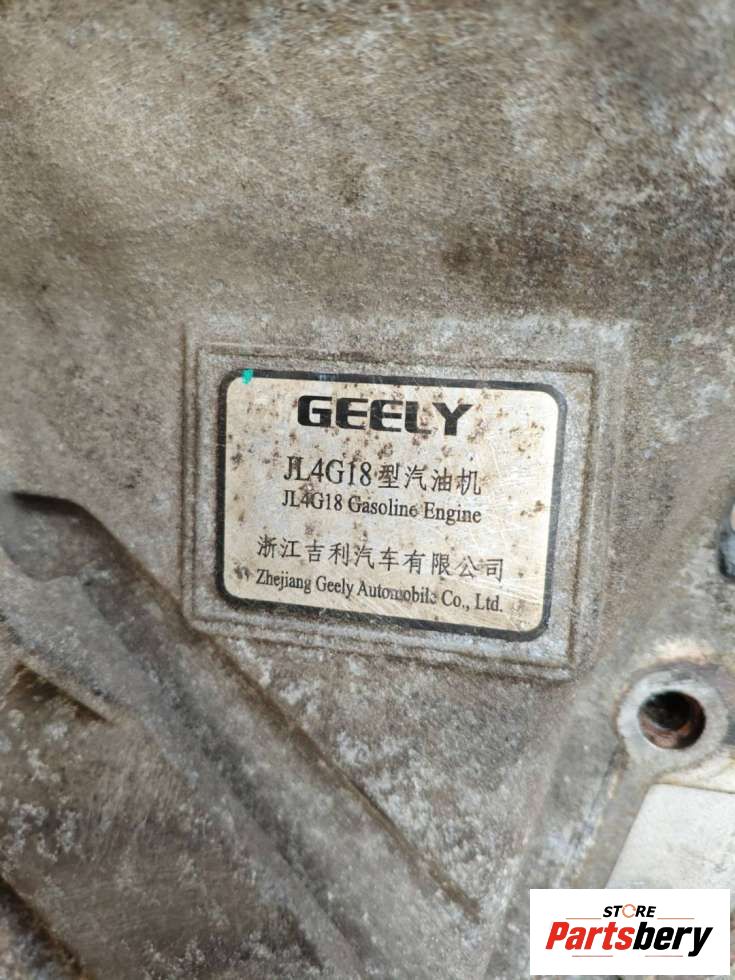 GEELY
JL4G18型汽油机
JL4G18 Gasoline Engine
浙江吉利汽车有限公司
Zhejiang Geely Automobile Co., Ltd.
STORE
Partsbery